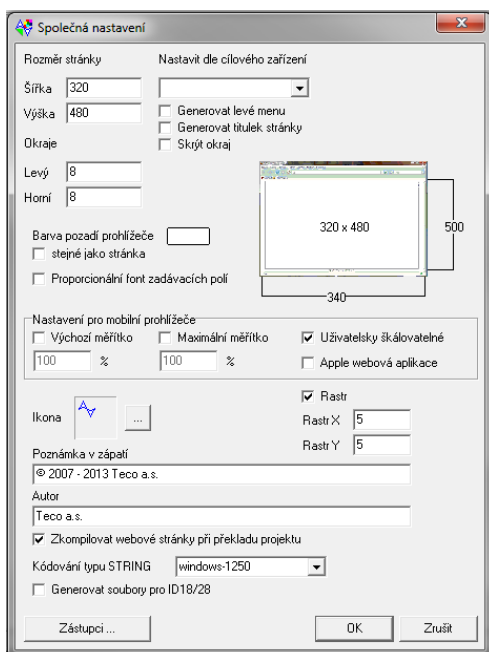 Společná nastavení
Rozměr stránky
Nastavit dle cílového zařízení
Šířka 320
Výška 480
Generovat levé menu
Generovat titulek stránky
Skrýt okraj
Okraje
Levý 8
Horní 8
320 x 480
500
340
Barva pozadí prohlížeče
stejné jako stránka
Proporcionální font zadávacích polí
Nastavení pro mobilní prohlížeče
Výchozí měřítko
Maximální měřítko
Uživatelsky škálovatelné
100 %
100 %
Apple webová aplikace
Ikona
...
Rastr
Rastr X 5
Rastr Y 5
Poznámka v zápatí
© 2007 - 2013 Teco a.s.
Autor
Teco a.s.
Zkompilovat webové stránky při překladu projektu
Kódování typu STRING windows-1250
Generovat soubory pro ID18/28
Zástupci ...
OK
Zrušit